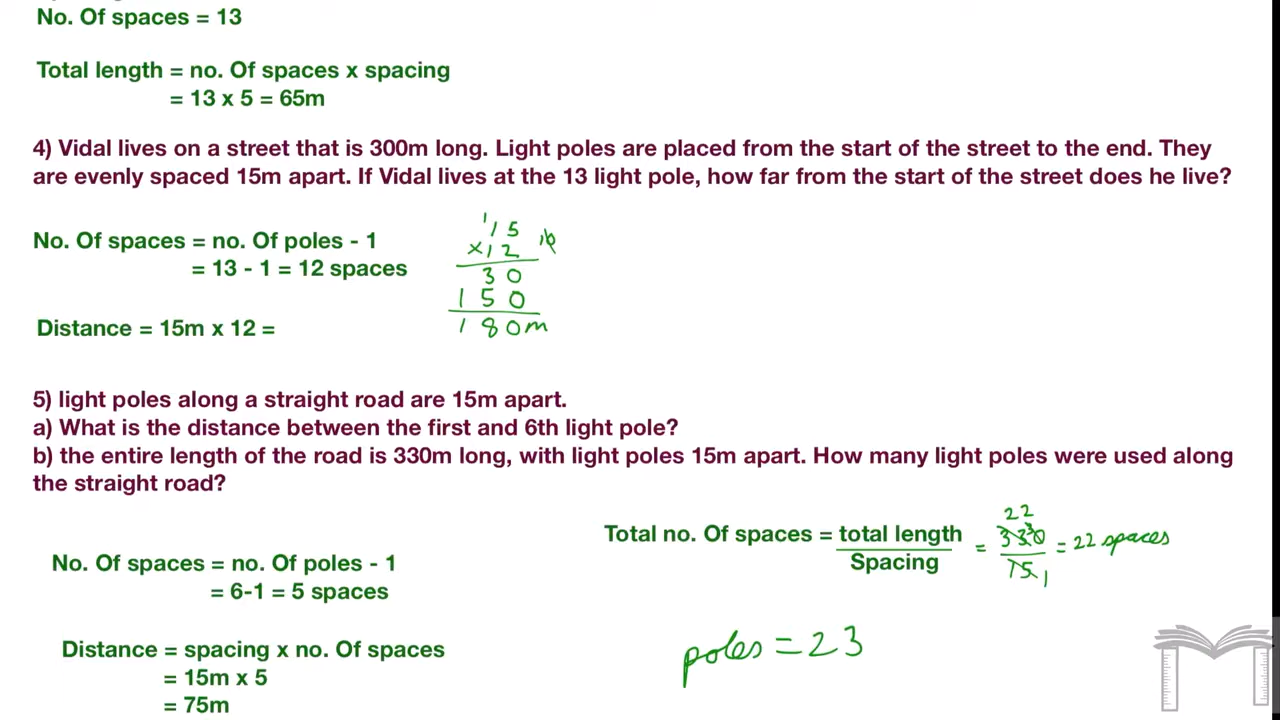 No. Of spaces = 13
Total length = no. Of spaces x spacing
= 13 x 5 = 65m
4) Vidal lives on a street that is 300m long. Light poles are placed from the start of the street to the end. They
are evenly spaced 15m apart. If Vidal lives at the 13 light pole, how far from the start of the street does he live?
No. Of spaces = no. Of poles - 1
= 13 - 1 = 12 spaces
Distance = 15m x 12 =
1
15
x12
30
150
180m
5) light poles along a straight road are 15m apart.
a) What is the distance between the first and 6th light pole?
b) the entire length of the road is 330m long, with light poles 15m apart. How many light poles were used along
the straight road?
No. Of spaces = no. Of poles - 1
= 6-1 = 5 spaces
Distance = spacing x no. Of spaces
= 15m x 5
= 75m
22
3
Total no. Of spaces = total length = 330 = 22 spaces
Spacing 15 1
poles = 23